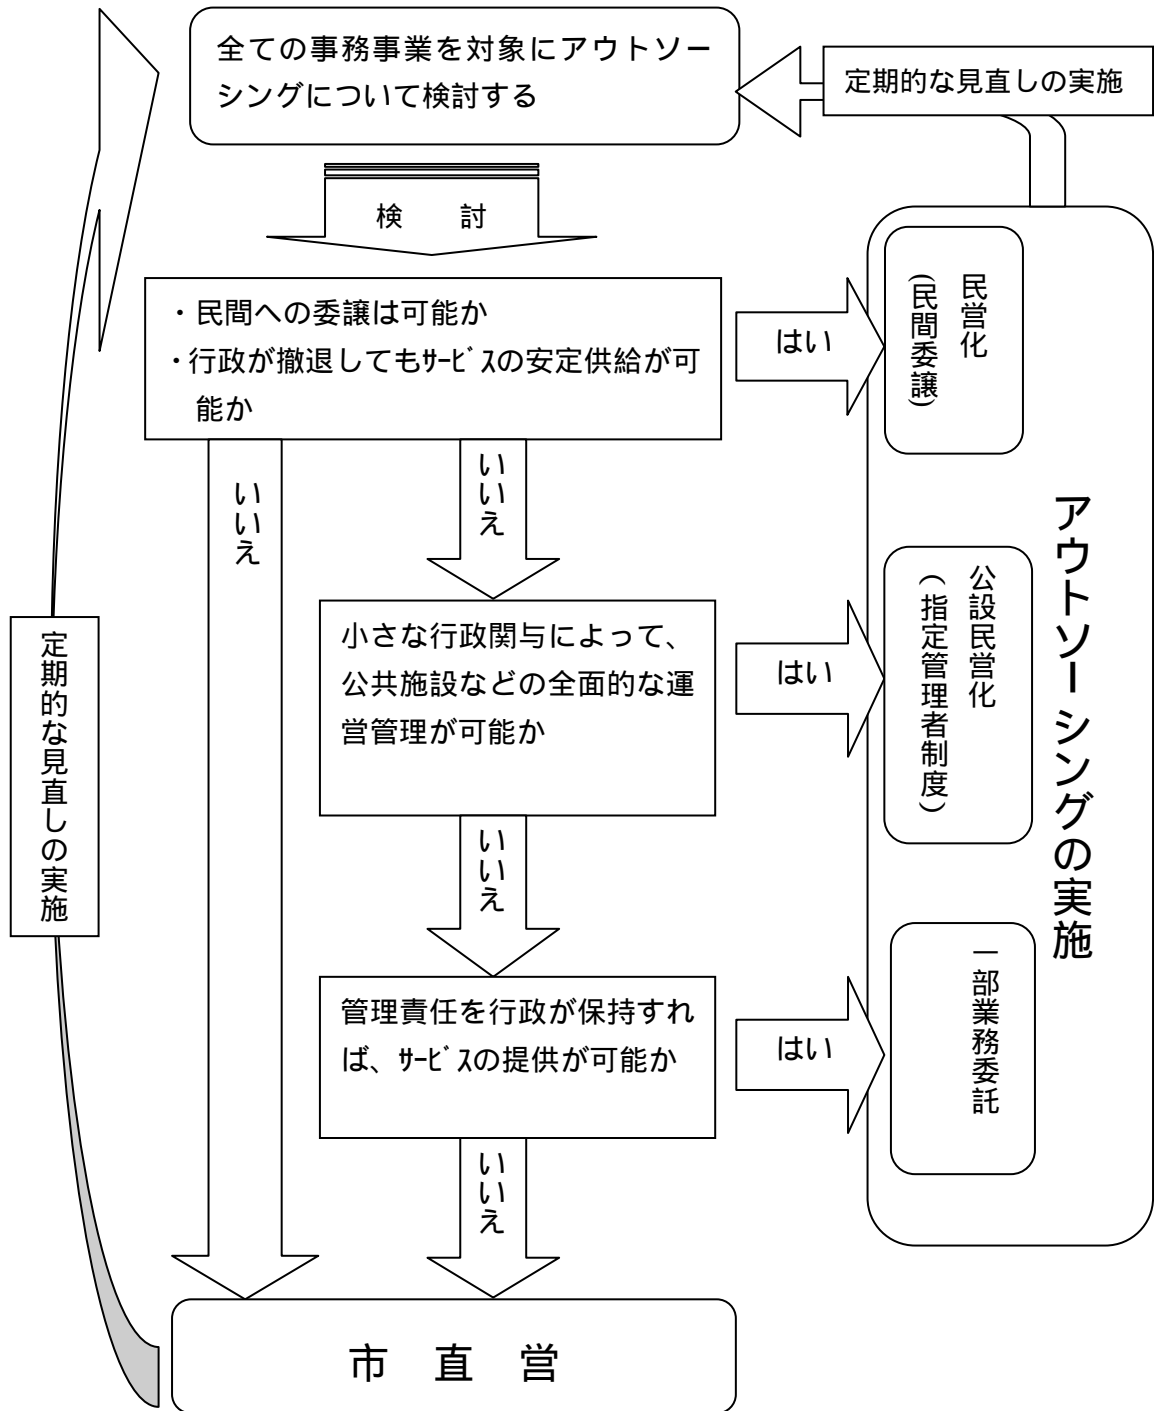 全ての事務事業を対象にアウトソー
シングについて検討する
定期的な見直しの実施
検　　討
・民間への委譲は可能か
・行政が撤退してもｻｰﾋﾞｽの安定供給が可
能か
はい
民営化
(民間委譲)
いいえ
いいえ
小さな行政関与によって、
公共施設などの全面的な運
営管理が可能か
はい
公設民営化
(指定管理者制度)
アウトソーシングの実施
定期的な見直しの実施
いいえ
管理責任を行政が保持すれ
ば、ｻｰﾋﾞｽの提供が可能か
はい
一部業務委託
いいえ
市　直　営